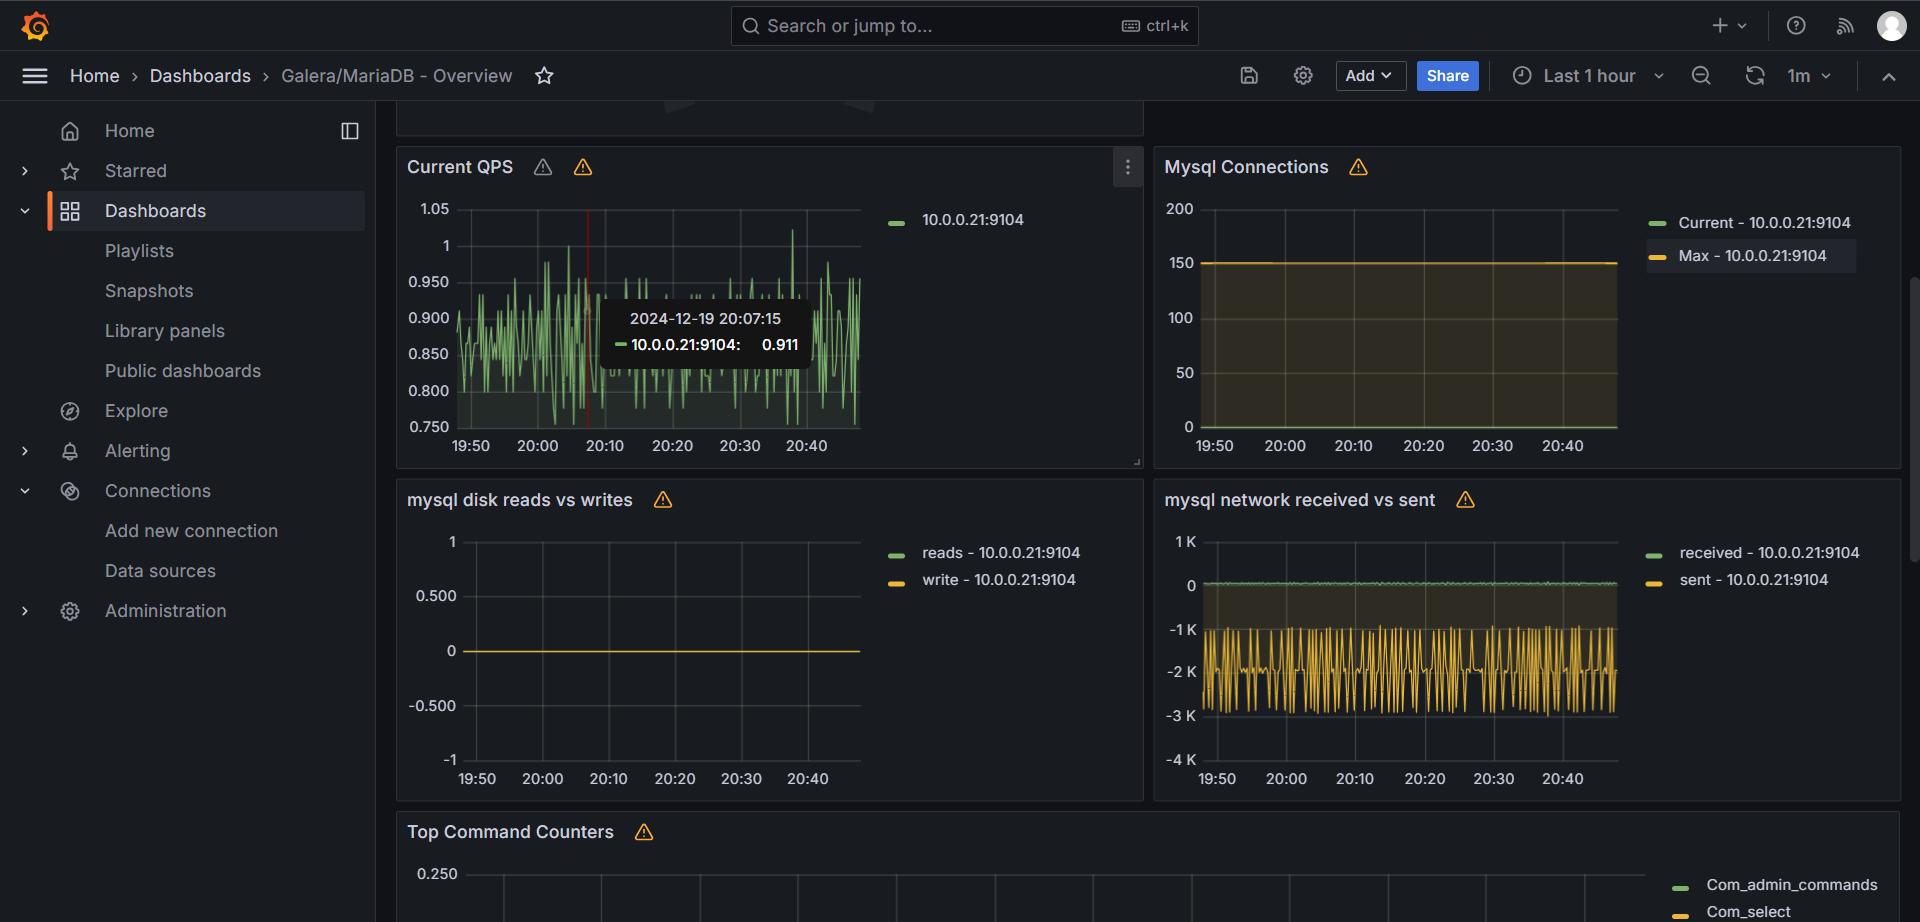 Search or jump to... ctrl+k
Home › Dashboards › Galera/MariaDB - Overview
Add Share Last 1 hour 1m
Home
Starred
Dashboards
Playlists
Snapshots
Library panels
Public dashboards
Explore
Alerting
Connections
Add new connection
Data sources
Administration
Current QPS
1.05
1
0.950
0.900
0.850
0.800
0.750
19:50 20:00 20:10 20:20 20:30 20:40
10.0.0.21:9104
2024-12-19 20:07:15
10.0.0.21:9104: 0.911
Mysql Connections
200
150
100
50
0
19:50 20:00 20:10 20:20 20:30 20:40
Current - 10.0.0.21:9104
Max - 10.0.0.21:9104
mysql disk reads vs writes
1
0.500
0
-0.500
-1
19:50 20:00 20:10 20:20 20:30 20:40
reads - 10.0.0.21:9104
write - 10.0.0.21:9104
mysql network received vs sent
1 K
0
-1 K
-2 K
-3 K
-4 K
19:50 20:00 20:10 20:20 20:30 20:40
received - 10.0.0.21:9104
sent - 10.0.0.21:9104
Top Command Counters
0.250
Com_admin_commands
Com_select